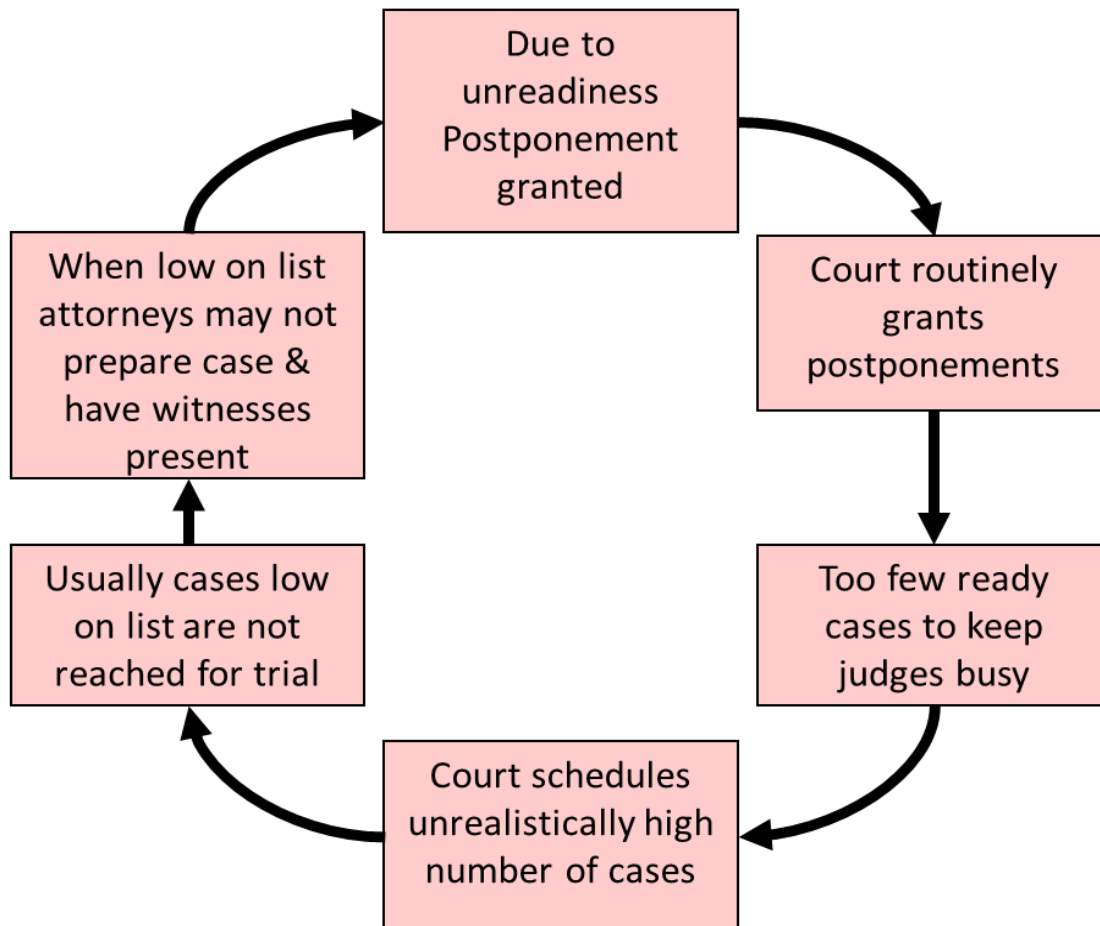 Due to
unreadiness
Postponement
granted
Court routinely
grants
postponements
Too few ready
cases to keep
judges busy
Court schedules
unrealistically high
number of cases
Usually cases low
on list are not
reached for trial
When low on list
attorneys may not
prepare case &
have witnesses
present